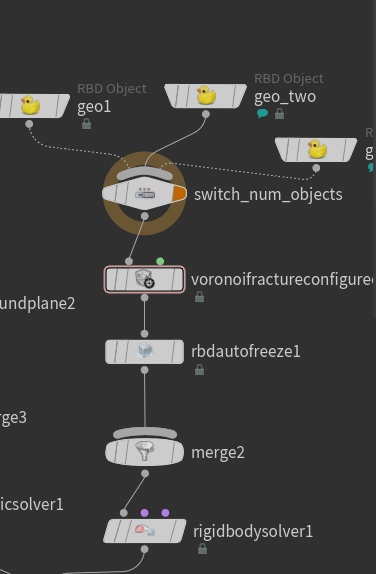 RBD Object
geo1
RBD Object
geo_two
R
g
switch_num_objects
voronoifractureconfigure
undplane2
rbdautofreeze1
rge3
merge2
icsolver1
rigidbodysolver1